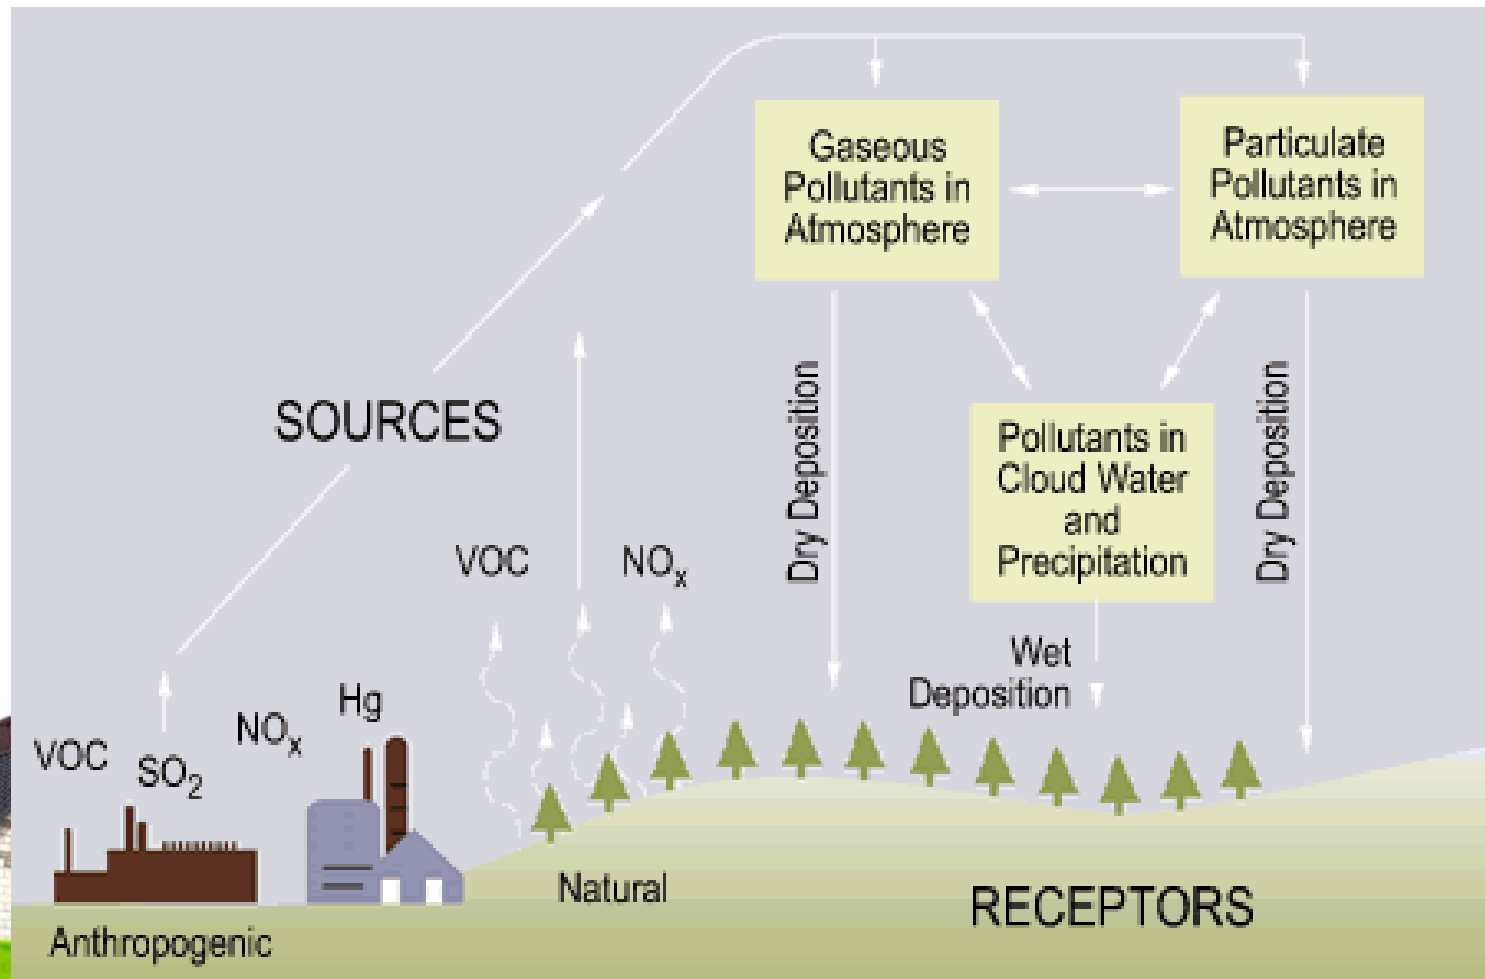 Gaseous
Pollutants in
Atmosphere
Particulate
Pollutants in
Atmosphere
SOURCES
Dry Deposition
Pollutants in
Cloud Water
and
Precipitation
Dry Deposition
VOC
NOx
Wet
Deposition
Hg
NOx
VOC
SO2
Natural
RECEPTORS
Anthropogenic